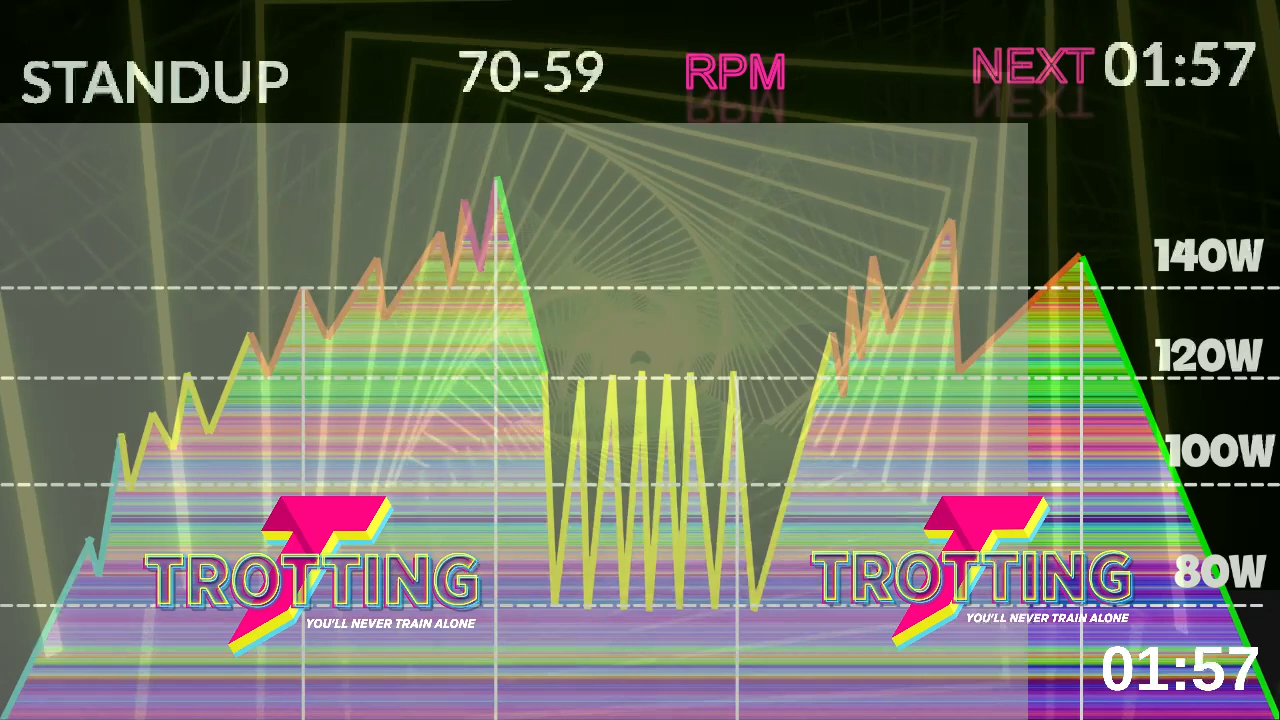 STANDUP 70-59 RPM NEXT 01:57
140W
120W
100W
80W
TROTTING
YOU'LL NEVER TRAIN ALONE
TROTTING
YOU'LL NEVER TRAIN ALONE
01:57